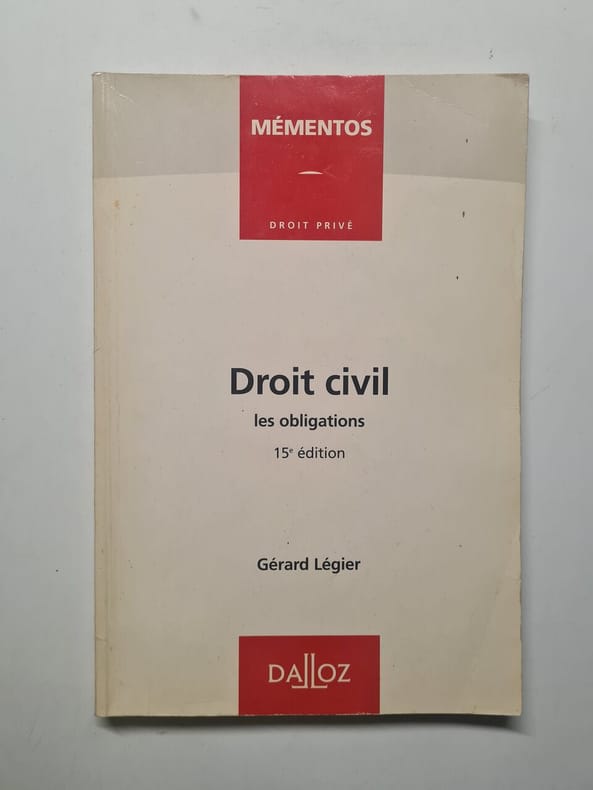 MÉMENTOS
DROIT PRIVÉ
Droit civil
les obligations
15e édition
Gérard Légier
DALLOZ